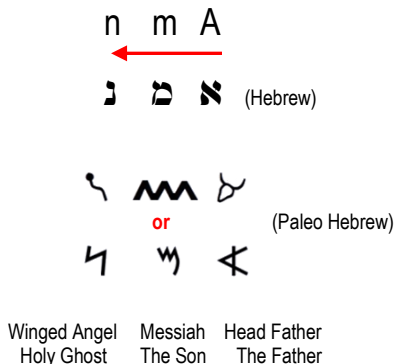 n m A
א מ נ (Hebrew)
or (Paleo Hebrew)
𐤀 𐤌 𐤍
Winged Angel Messiah Head Father
Holy Ghost The Son The Father